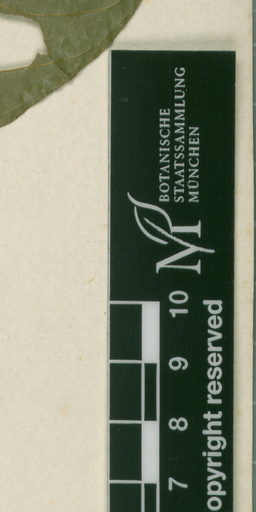 BOTANISCHE
STAATSSAMMLUNG
MÜNCHEN
10
9
8
7
opyright reserved